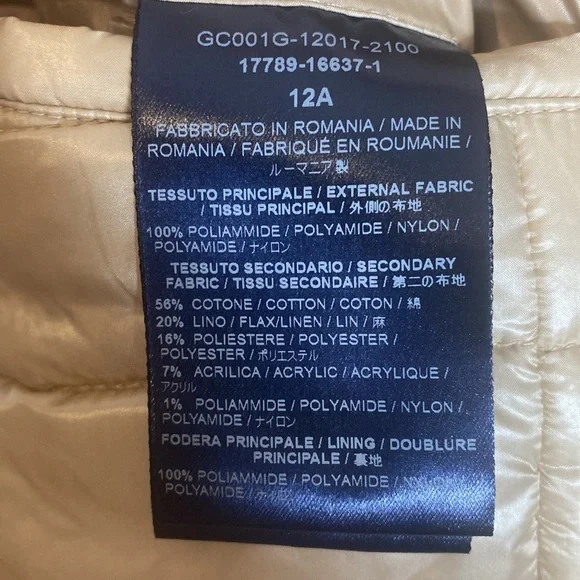 GC001G-12017-2100
17789-16637-1
12A
FABBRICATO IN ROMANIA / MADE IN
ROMANIA / FABRIQUÉ EN ROUMANIE /
ルーマニア製
TESSUTO PRINCIPALE / EXTERNAL FABRIC
/ TISSU PRINCIPAL / 外側の布地
100% POLIAMMIDE / POLYAMIDE / NYLON /
POLYAMIDE / ナイロン
TESSUTO SECONDARIO / SECONDARY
FABRIC / TISSU SECONDAIRE / 第二の布地
56% COTONE / COTTON / COTON / 綿
20% LINO / FLAX/LINEN / LIN / 麻
16% POLIESTERE / POLYESTER /
POLYESTER / ポリエステル
7% ACRILICA / ACRYLIC / ACRYLIQUE /
アクリル
1% POLIAMMIDE / POLYAMIDE / NYLON /
POLYAMIDE / ナイロン
FODERA PRINCIPALE / LINING / DOUBLURE
PRINCIPALE / 裏地
100% POLIAMMIDE / POLYAMIDE / NYLON /
POLYAMIDE / ナイロン